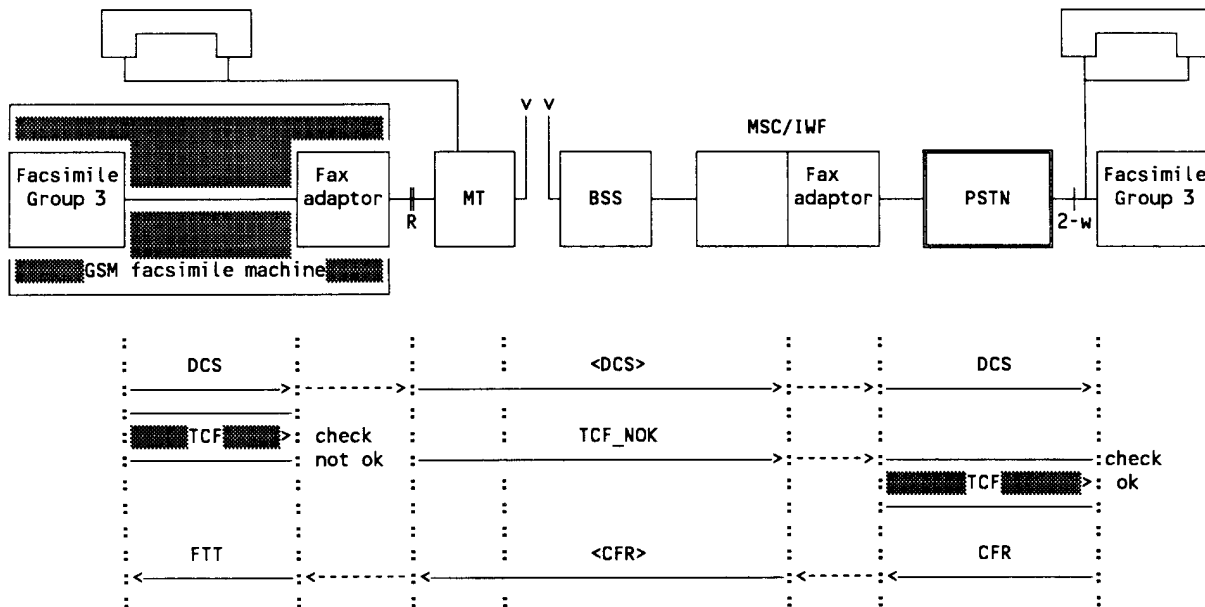 MSC/IWF
Facsimile
Group 3
Fax
adaptor
R
MT
BSS
Fax
adaptor
PSTN
2-w
Facsimile
Group 3
GSM facsimile machine
DCS
<DCS>
DCS
TCF
check
not ok
TCF_NOK
check
ok
TCF
FTT
<CFR>
CFR